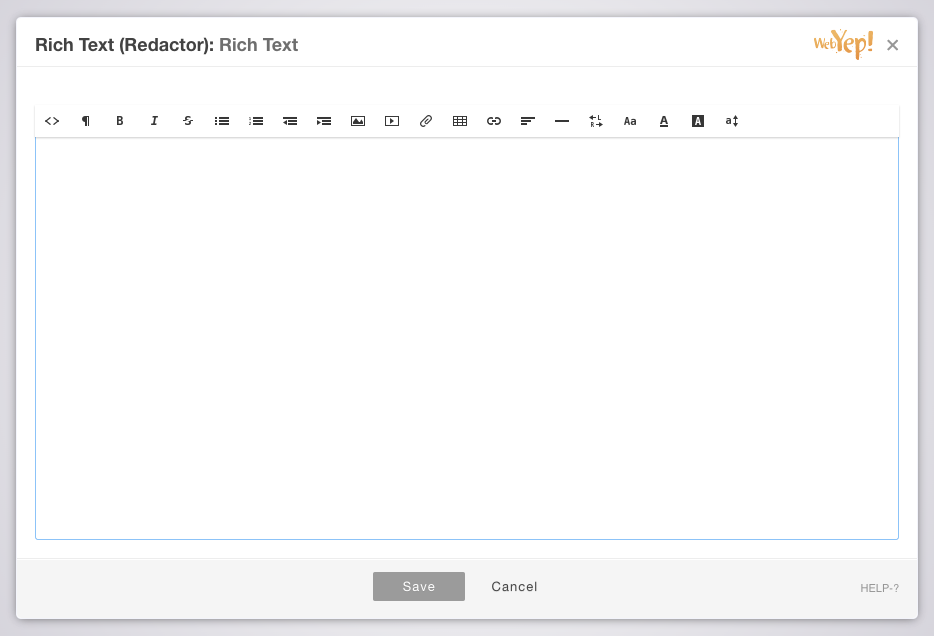 Rich Text (Redactor): Rich Text
WebYep!
B I S
Aa A A a
Save Cancel
HELP-?